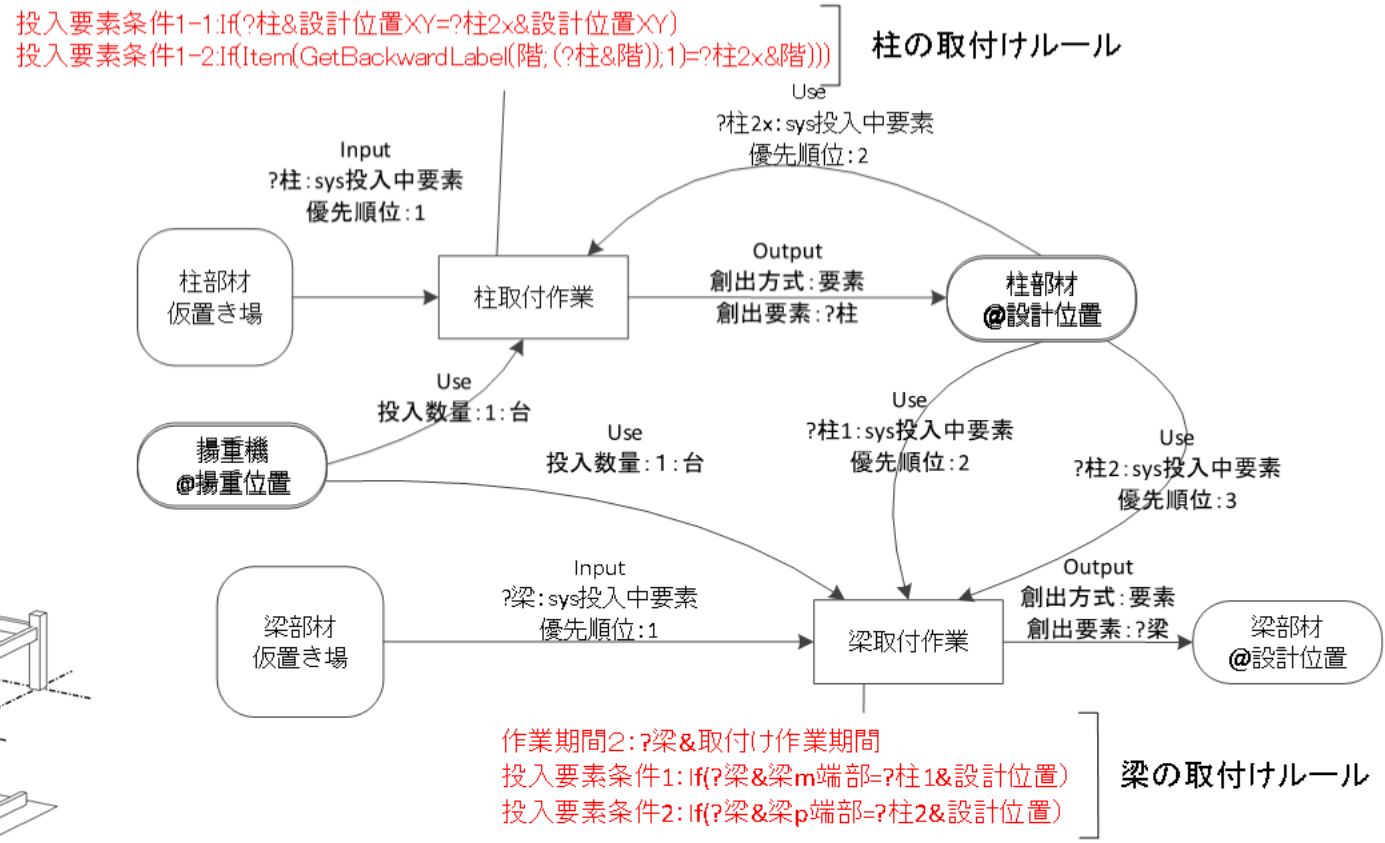 投入要素条件1-1:If(?柱&設計位置XY=?柱2x&設計位置XY)
投入要素条件1-2:If(Item(GetBackwardLabel(階;(?柱&階));1)=?柱2x&階)))
柱の取付けルール
Use
?柱2x:sys投入中要素
優先順位:2
Input
?柱:sys投入中要素
優先順位:1
柱部材
仮置き場
柱取付作業
Output
創出方式:要素
創出要素:?柱
柱部材
@設計位置
Use
投入数量:1:台
揚重機
@揚重位置
Use
投入数量:1:台
Use
?柱1:sys投入中要素
優先順位:2
Use
?柱2:sys投入中要素
優先順位:3
Input
?梁:sys投入中要素
優先順位:1
梁部材
仮置き場
梁取付作業
Output
創出方式:要素
創出要素:?梁
梁部材
@設計位置
作業期間2:?梁&取付け作業期間
投入要素条件1:If(?梁&梁m端部=?柱1&設計位置)
投入要素条件2:If(?梁&梁p端部=?柱2&設計位置)
梁の取付けルール